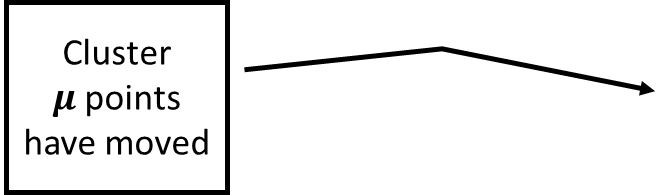 Cluster
μ points
have moved